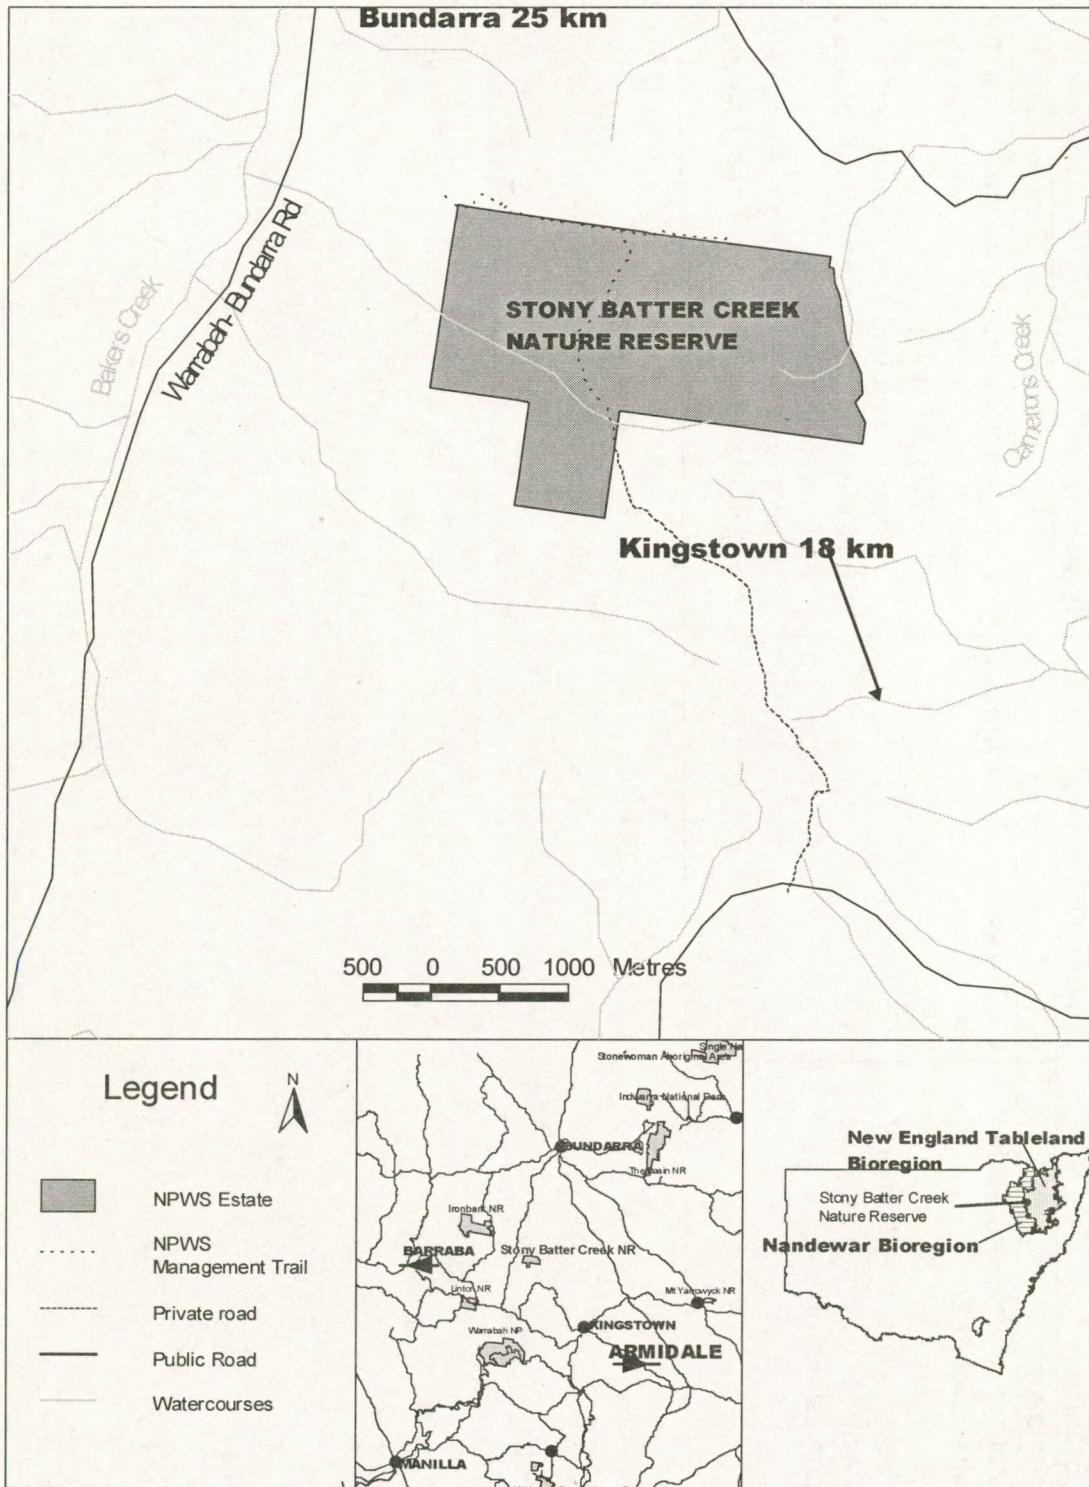 Bundarra 25 km
Warrabah- Bundarra Rd
Bakers Creek
STONY BATTER CREEK
NATURE RESERVE
Camerons Creek
Kingstown 18 km
500 0 500 1000 Metres
Legend
N
NPWS Estate
NPWS
Management Trail
Private road
Public Road
Watercourses
Single Na
Stonewoman Aboriginal Area
Indwarra National Park
BUNDARRA
The Basin NR
Ironbark NR
BARRABA
Stony Batter Creek NR
Linton NR
Mt Yarrowyck NR
KINGSTOWN
Warrabah NP
ARMIDALE
MANILLA
New England Tableland
Bioregion
Stony Batter Creek
Nature Reserve
Nandewar Bioregion